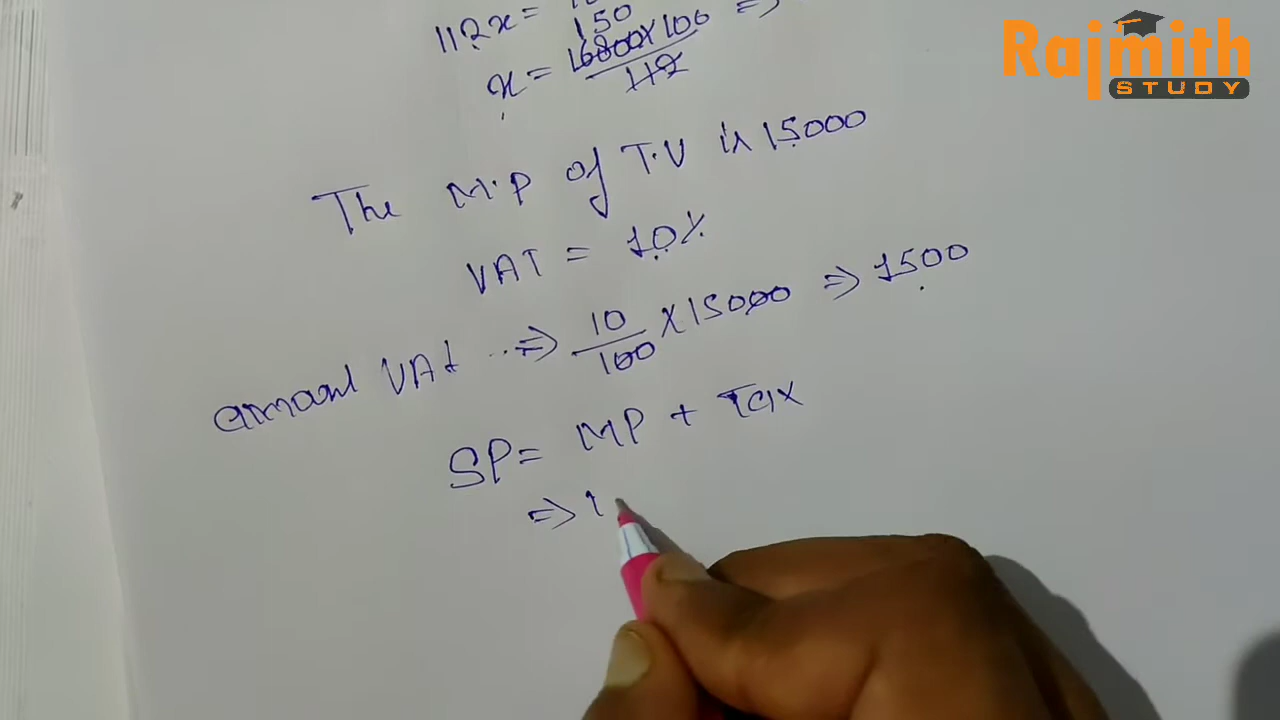 112x =
150
x = 16800×100 =>
112
The M.P of T.V is 15000
VAT = 10%
VAt ..=> 10/100 × 15000 => 1500
SP = MP + Tax
=> 1
Rajmith
STUDY